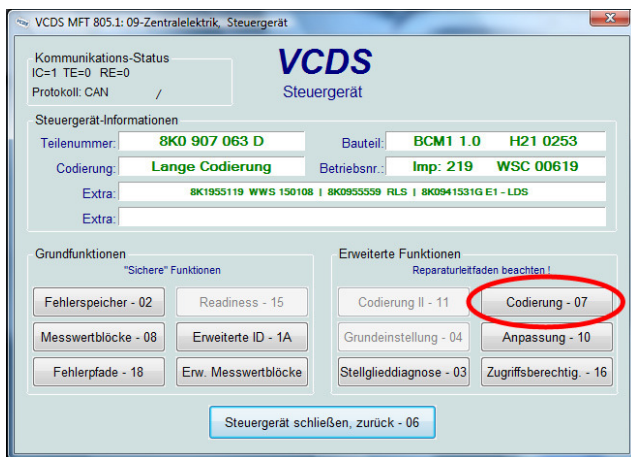 VCDS MFT 805.1: 09-Zentralelektrik, Steuergerät
Kommunikations-Status
IC=1 TE=0 RE=0
Protokoll: CAN /
VCDS
Steuergerät
Steuergerät-Informationen
Teilenummer: 8K0 907 063 D Bauteil: BCM1 1.0 H21 0253
Codierung: Lange Codierung Betriebsnr.: Imp: 219 WSC 00619
Extra: 8K1955119 WWS 150108 | 8K0955559 RLS | 8K0941531G E1 - LDS
Extra:
Grundfunktionen
"Sichere" Funktionen
Fehlerspeicher - 02 Readiness - 15
Messwertblöcke - 08 Erweiterte ID - 1A
Fehlerpfade - 18 Erw. Messwertblöcke
Erweiterte Funktionen
Reparaturleitfaden beachten !
Codierung II - 11 Codierung - 07
Grundeinstellung - 04 Anpassung - 10
Stellglieddiagnose - 03 Zugriffsberechtig. - 16
Steuergerät schließen, zurück - 06